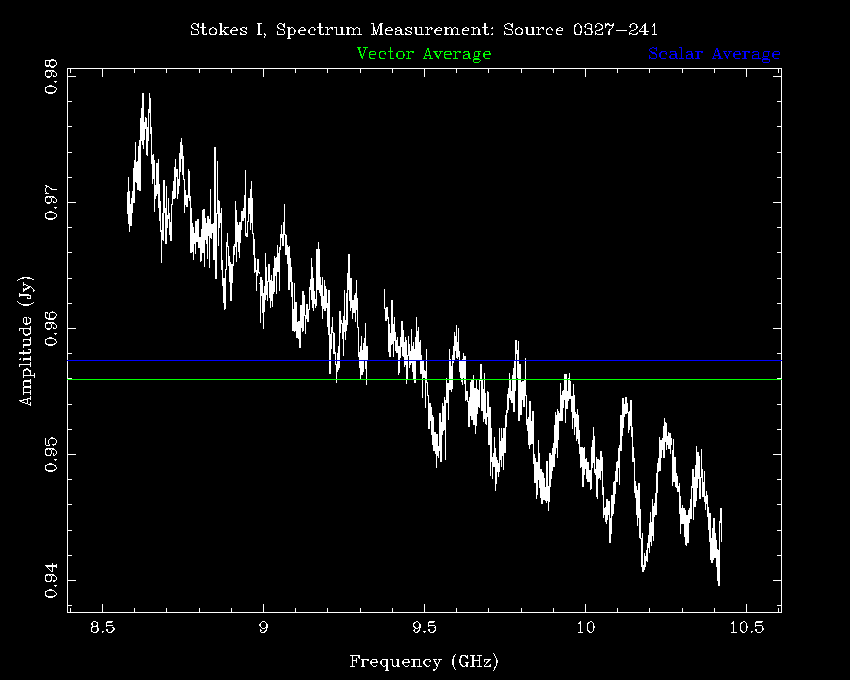 Stokes I, Spectrum Measurement: Source 0327-241
Vector Average
Scalar Average
0.98
0.97
0.96
0.95
0.94
Amplitude (Jy)
8.5 9 9.5 10 10.5
Frequency (GHz)